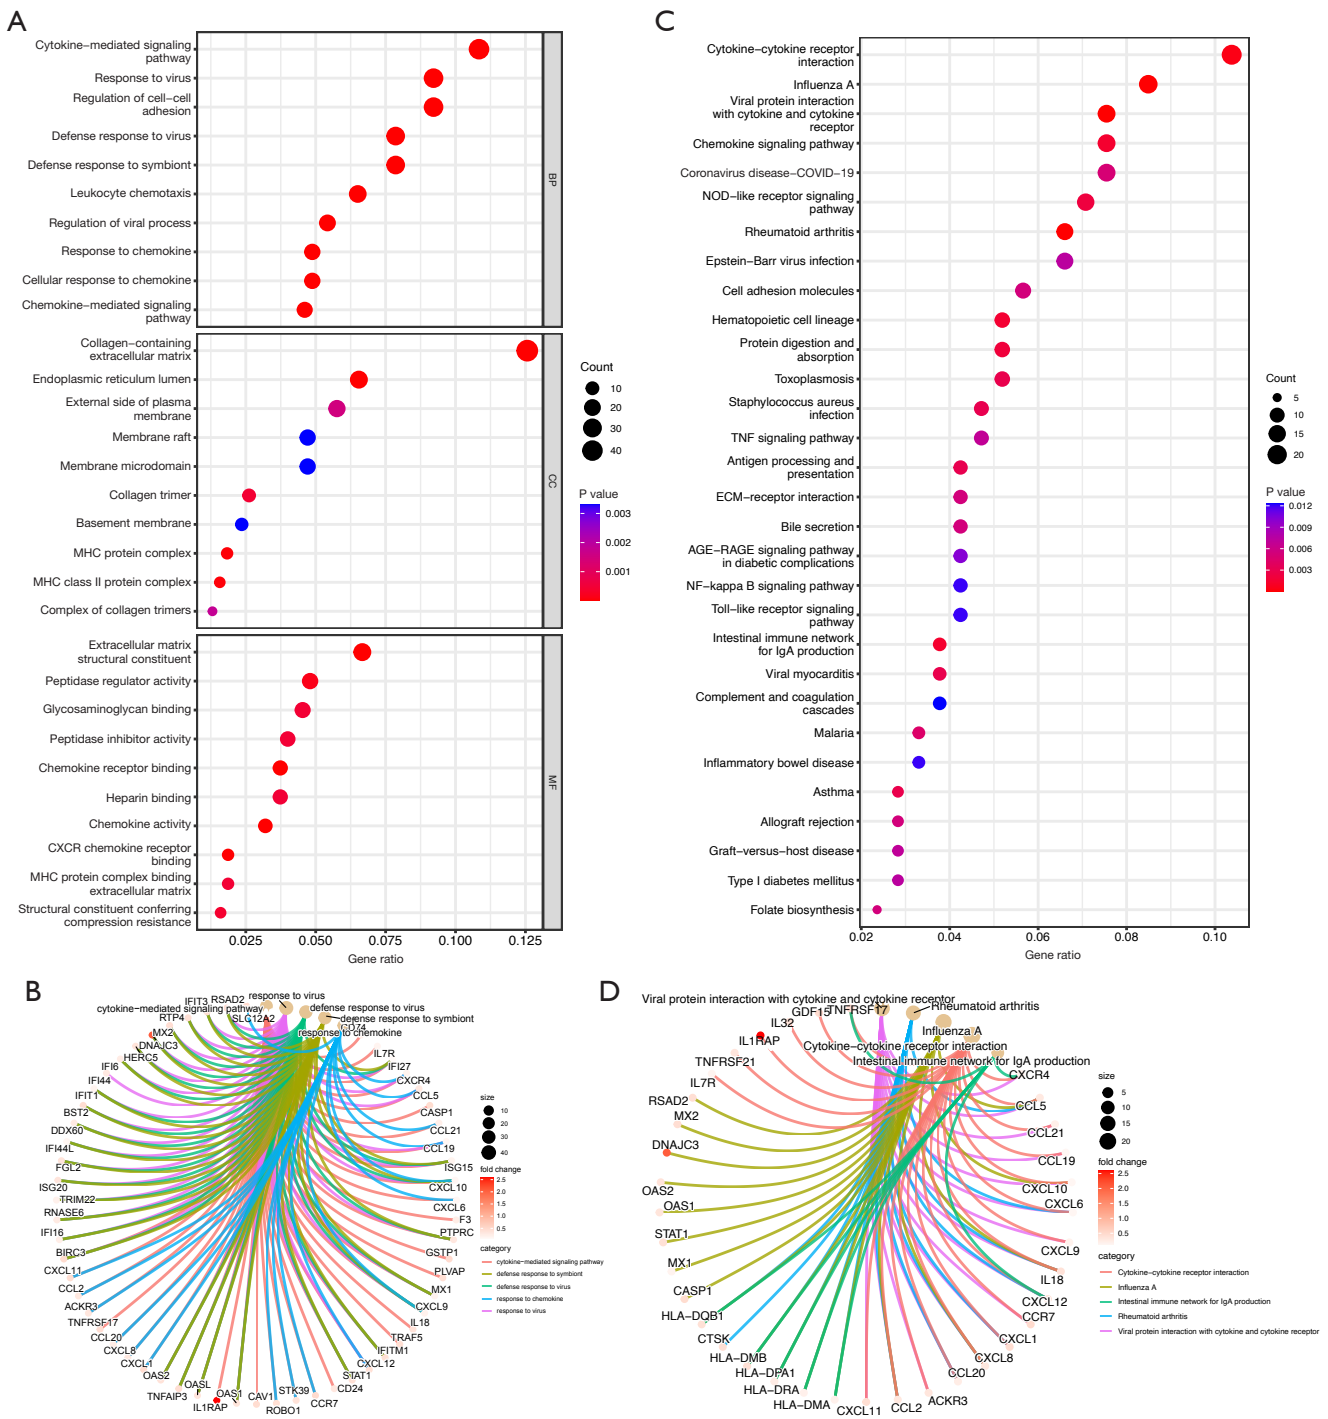 A
Cytokine−mediated signaling
pathway
Response to virus
Regulation of cell−cell
adhesion
Defense response to virus
Defense response to symbiont
Leukocyte chemotaxis
Regulation of viral process
Response to chemokine
Cellular response to chemokine
Chemokine−mediated signaling
pathway
BP
Collagen−containing
extracellular matrix
Endoplasmic reticulum lumen
External side of plasma
membrane
Membrane raft
Membrane microdomain
Collagen trimer
Basement membrane
MHC protein complex
MHC class II protein complex
Complex of collagen trimers
CC
Extracellular matrix
structural constituent
Peptidase regulator activity
Glycosaminoglycan binding
Peptidase inhibitor activity
Chemokine receptor binding
Heparin binding
Chemokine activity
CXCR chemokine receptor
binding
MHC protein complex binding
extracellular matrix
Structural constituent conferring
compression resistance
MF
0.025
0.050
0.075
0.100
0.125
Gene ratio
Count
10
20
30
40
P value
0.003
0.002
0.001
C
Cytokine−cytokine receptor
interaction
Influenza A
Viral protein interaction
with cytokine and cytokine
receptor
Chemokine signaling pathway
Coronavirus disease−COVID−19
NOD−like receptor signaling
pathway
Rheumatoid arthritis
Epstein−Barr virus infection
Cell adhesion molecules
Hematopoietic cell lineage
Protein digestion and
absorption
Toxoplasmosis
Staphylococcus aureus
infection
TNF signaling pathway
Antigen processing and
presentation
ECM−receptor interaction
Bile secretion
AGE−RAGE signaling pathway
in diabetic complications
NF−kappa B signaling pathway
Toll−like receptor signaling
pathway
Intestinal immune network
for IgA production
Viral myocarditis
Complement and coagulation
cascades
Malaria
Inflammatory bowel disease
Asthma
Allograft rejection
Graft−versus−host disease
Type I diabetes mellitus
Folate biosynthesis
0.02
0.04
0.06
0.08
0.10
Gene ratio
Count
5
10
15
20
P value
0.012
0.009
0.006
0.003
B
response to virus
cytokine−mediated signaling pathway
defense response to virus
defense response to symbiont
response to chemokine
SLC12A2
CD74
RSAD2
IFIT3
RTP4
MX2
DNAJC3
HERC5
IFI6
IFI44
IFIT1
BST2
DDX60
IFI44L
FGL2
ISG20
TRIM22
RNASE6
IFI16
BIRC3
CXCL11
CCL2
ACKR3
TNFRSF17
CCL20
CXCL8
CXCL1
OAS2
TNFAIP3
OASL
IL1RAP
OAS1
CAV1
ROBO1
STK39
CCR7
CD24
STAT1
CXCL12
IFITM1
TRAF5
IL18
CXCL9
MX1
PLVAP
GSTP1
PTPRC
F3
CXCL6
CXCL10
ISG15
CCL19
CCL21
CASP1
CCL5
CXCR4
IFI27
IL7R
size
10
20
30
40
fold change
2.5
2.0
1.5
1.0
0.5
category
cytokine−mediated signaling pathway
defense response to symbiont
defense response to virus
response to chemokine
response to virus
D
Viral protein interaction with cytokine and cytokine receptor
Rheumatoid arthritis
Influenza A
Cytokine−cytokine receptor interaction
Intestinal immune network for IgA production
TNFRSF17
GDF15
IL32
IL1RAP
TNFRSF21
IL7R
RSAD2
MX2
DNAJC3
OAS2
OAS1
STAT1
MX1
CASP1
HLA−DQB1
CTSK
HLA−DMB
HLA−DPA1
HLA−DRA
HLA−DMA
CXCL11
CCL2
ACKR3
CCL20
CXCL8
CXCL1
CCR7
CXCL12
IL18
CXCL9
CXCL6
CXCL10
CCL19
CCL21
CCL5
CXCR4
size
5
10
15
20
fold change
2.5
2.0
1.5
1.0
0.5
category
Cytokine−cytokine receptor interaction
Influenza A
Intestinal immune network for IgA production
Rheumatoid arthritis
Viral protein interaction with cytokine and cytokine receptor